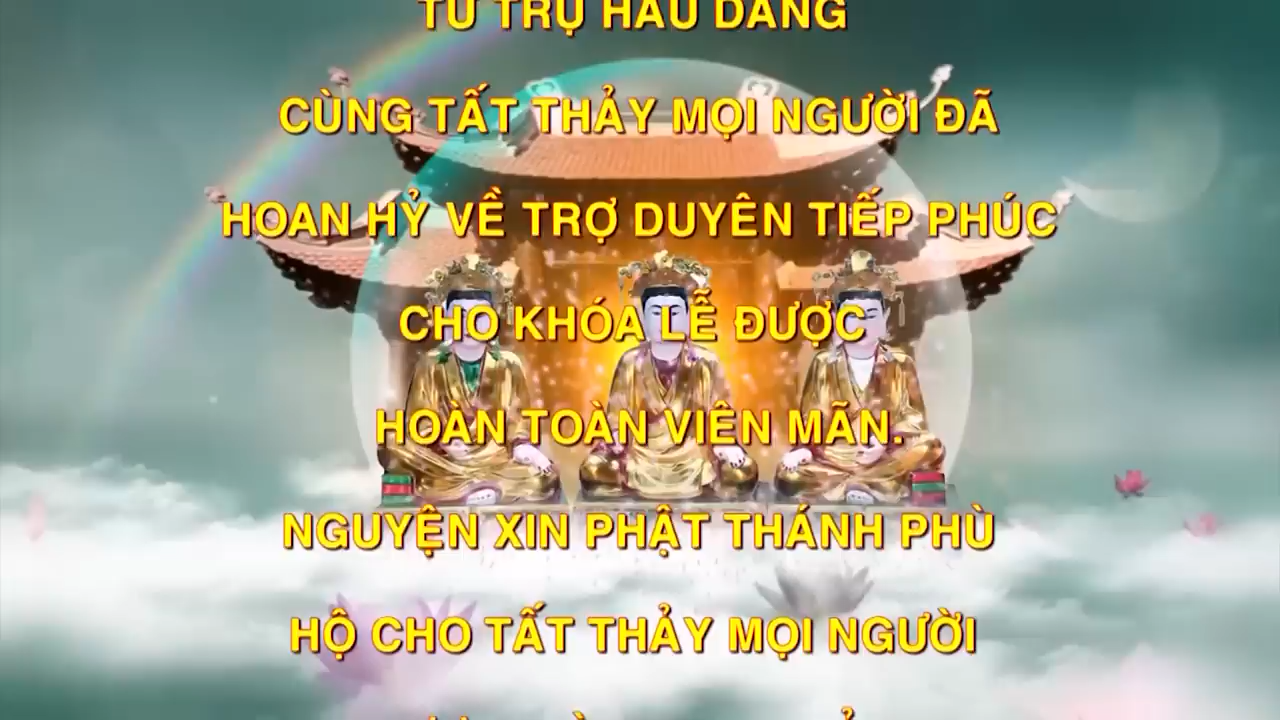 TỨ TRỤ HẦU DÂNG
CÙNG TẤT THẢY MỌI NGƯỜI ĐÃ
HOAN HỶ VỀ TRỢ DUYÊN TIẾP PHÚC
CHO KHÓA LỄ ĐƯỢC
HOÀN TOÀN VIÊN MÃN.
NGUYỆN XIN PHẬT THÁNH PHÙ
HỘ CHO TẤT THẢY MỌI NGƯỜI